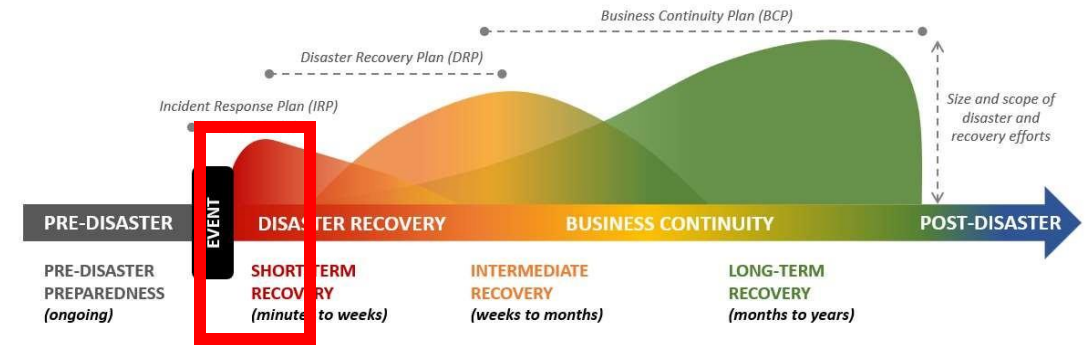 Business Continuity Plan (BCP)
Disaster Recovery Plan (DRP)
Incident Response Plan (IRP)
Size and scope of
disaster and
recovery efforts
PRE-DISASTER
EVENT
DISASTER RECOVERY
BUSINESS CONTINUITY
POST-DISASTER
PRE-DISASTER
PREPAREDNESS
(ongoing)
SHORT-TERM
RECOVERY
(minutes to weeks)
INTERMEDIATE
RECOVERY
(weeks to months)
LONG-TERM
RECOVERY
(months to years)